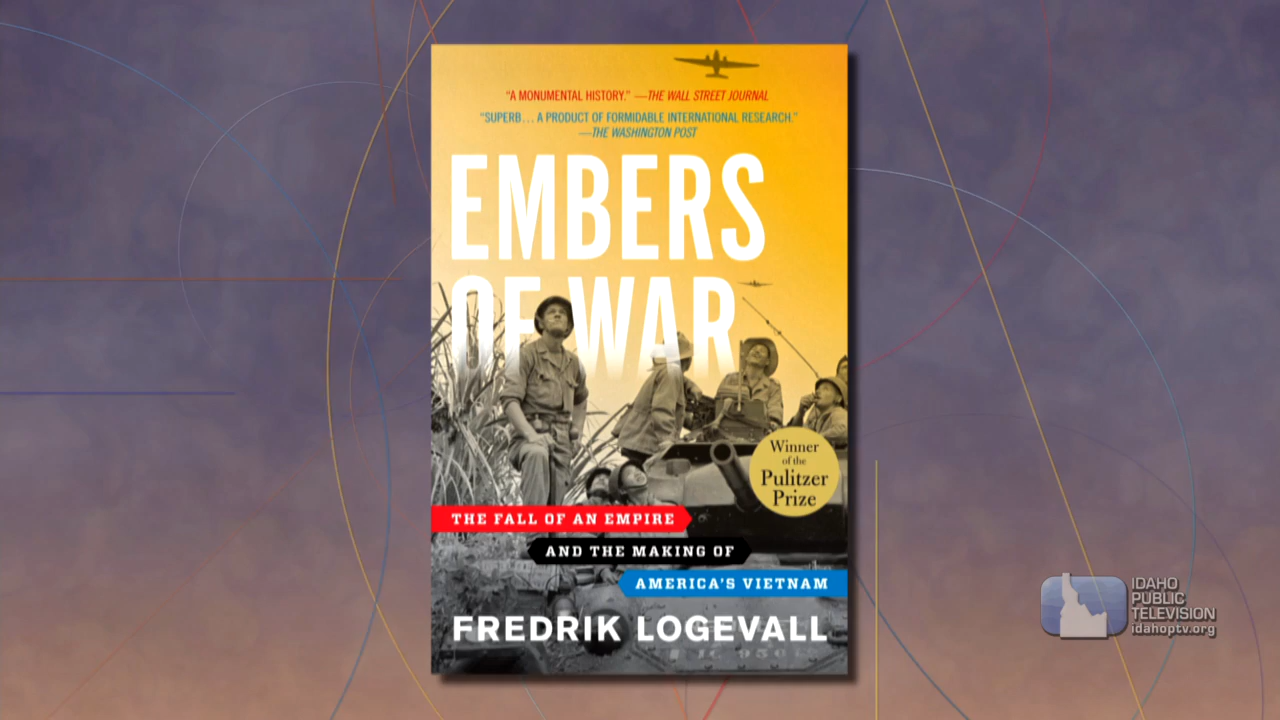 "A MONUMENTAL HISTORY." —THE WALL STREET JOURNAL
"SUPERB... A PRODUCT OF FORMIDABLE INTERNATIONAL RESEARCH."
—THE WASHINGTON POST
EMBERS
OF WAR
Winner
of the
Pulitzer
Prize
THE FALL OF AN EMPIRE
AND THE MAKING OF
AMERICA'S VIETNAM
FREDRIK LOGEVALL
IDAHO
PUBLIC
TELEVISION
idahoptv.org